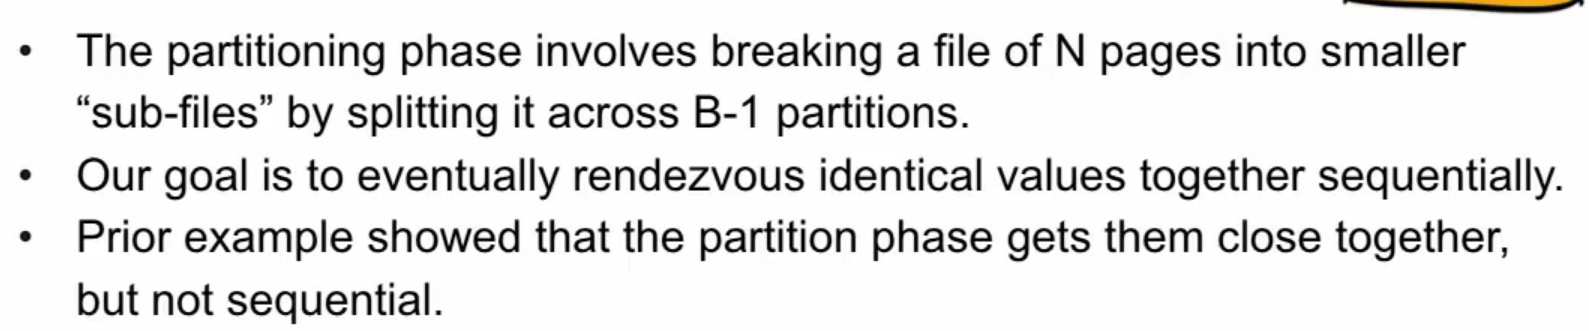 • The partitioning phase involves breaking a file of N pages into smaller
“sub-files” by splitting it across B-1 partitions.
• Our goal is to eventually rendezvous identical values together sequentially.
• Prior example showed that the partition phase gets them close together,
but not sequential.